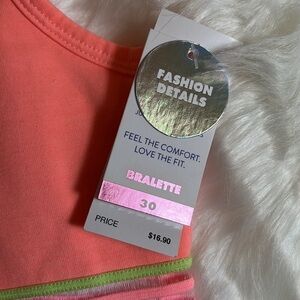 FASHION
DETAILS
FEEL THE COMFORT.
LOVE THE FIT.
BRALETTE
30
PRICE
$16.90